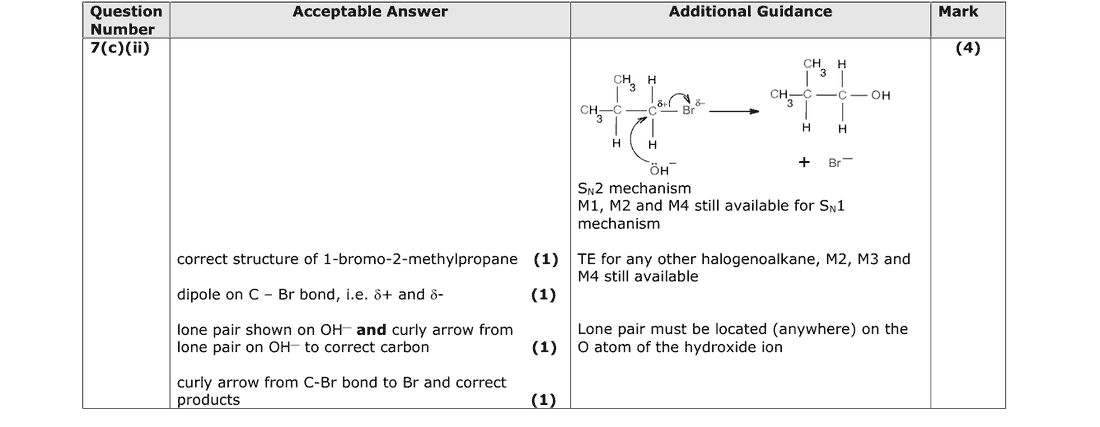 Question Number
Acceptable Answer
Additional Guidance
Mark
7(c)(ii)
(4)
CH3 H
CH3—C—C δ+ Br δ-
H H
ÖH—
CH3 H
CH3—C—C—OH
H H
+ Br—
SN2 mechanism
M1, M2 and M4 still available for SN1
mechanism
correct structure of 1-bromo-2-methylpropane (1)
TE for any other halogenoalkane, M2, M3 and
M4 still available
dipole on C – Br bond, i.e. δ+ and δ- (1)
lone pair shown on OH— and curly arrow from
lone pair on OH— to correct carbon (1)
Lone pair must be located (anywhere) on the
O atom of the hydroxide ion
curly arrow from C-Br bond to Br and correct
products (1)